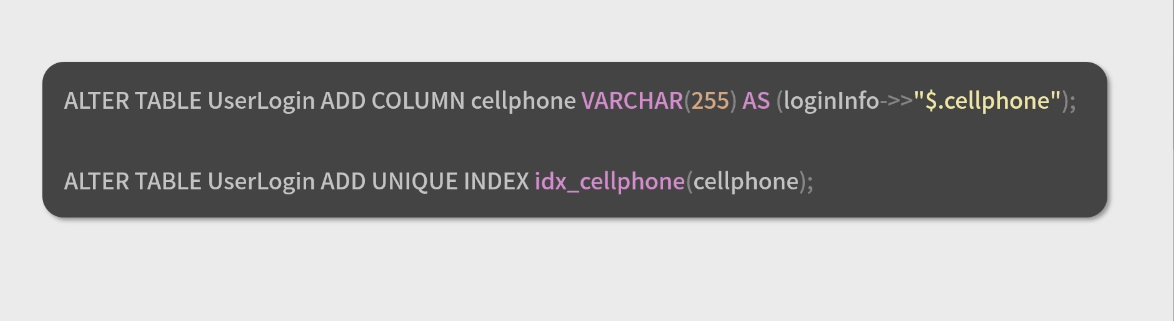 ALTER TABLE UserLogin ADD COLUMN cellphone VARCHAR(255) AS (loginInfo->>"$.cellphone");
ALTER TABLE UserLogin ADD UNIQUE INDEX idx_cellphone(cellphone);